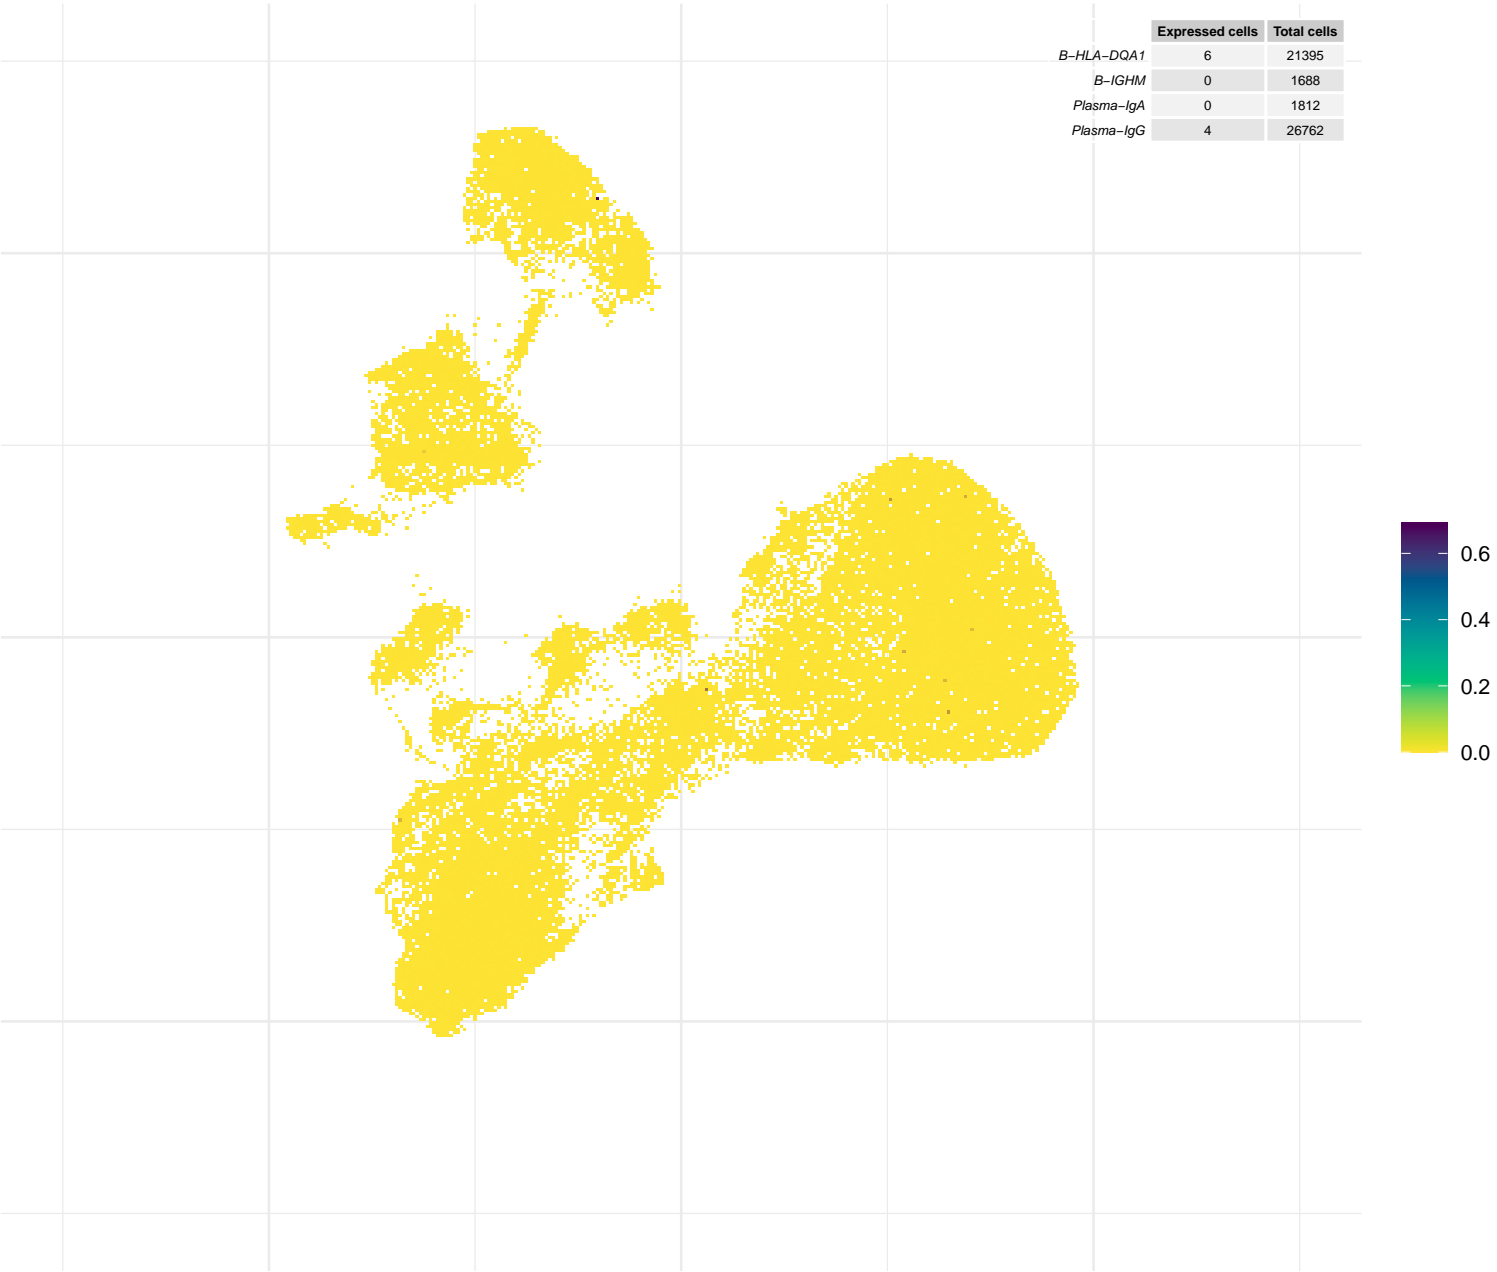 Expressed cells Total cells
B−HLA−DQA1 6 21395
B−IGHM 0 1688
Plasma−IgA 0 1812
Plasma−IgG 4 26762
0.6
0.4
0.2
0.0